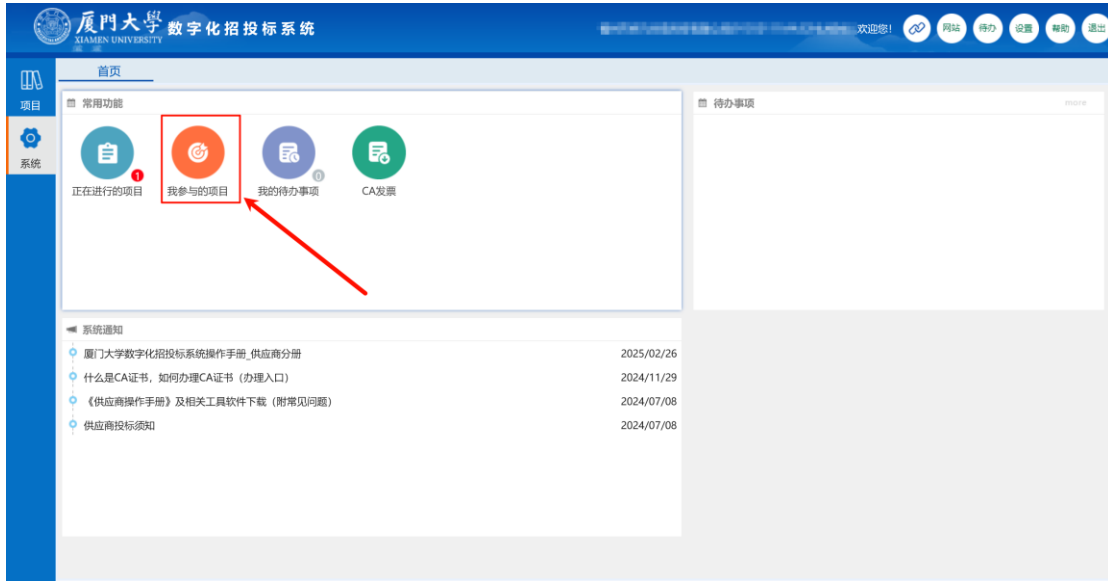 厦门大学 数字化招投标系统
XIAMEN UNIVERSITY
欢迎您! 网站 待办 设置 帮助 退出
项目
系统
首页
常用功能
正在进行的项目 1
我参与的项目
我的待办事项 0
CA发票
待办事项 more
系统通知
厦门大学数字化招投标系统操作手册_供应商分册 2025/02/26
什么是CA证书，如何办理CA证书（办理入口） 2024/11/29
《供应商操作手册》及相关工具软件下载（附常见问题） 2024/07/08
供应商投标须知 2024/07/08